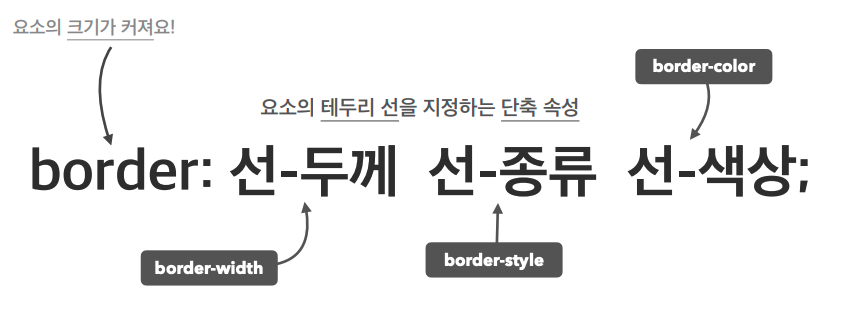 요소의 크기가 커져요!
border-color
요소의 테두리 선을 지정하는 단축 속성
border: 선-두께 선-종류 선-색상;
border-width
border-style